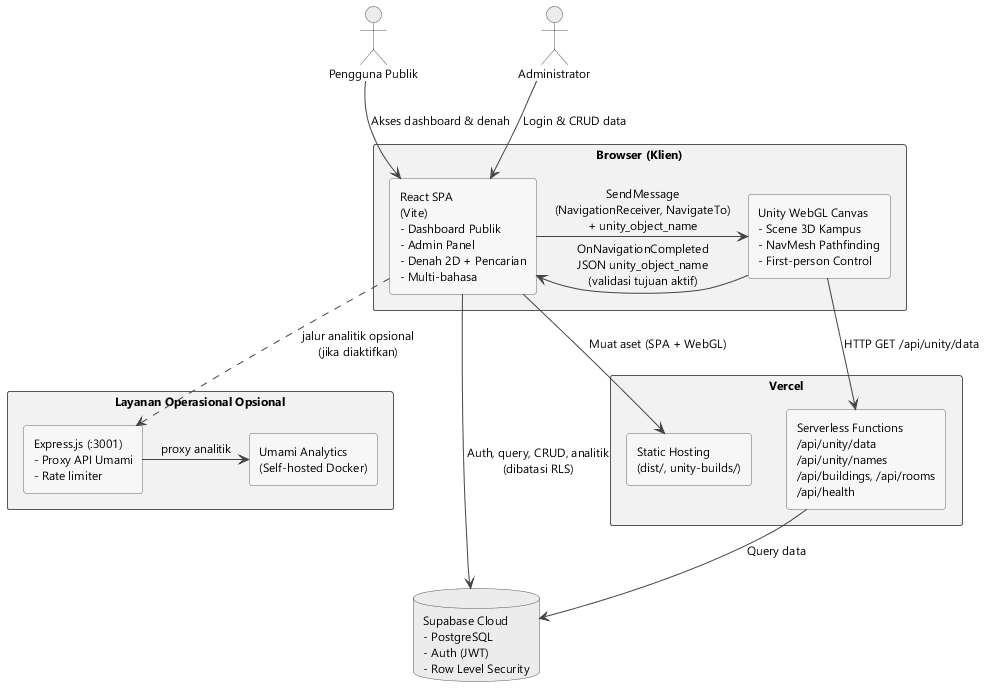 Pengguna Publik
Administrator
Akses dashboard & denah
Login & CRUD data
Browser (Klien)
React SPA
(Vite)
- Dashboard Publik
- Admin Panel
- Denah 2D + Pencarian
- Multi-bahasa
SendMessage
(NavigationReceiver, NavigateTo)
+ unity_object_name
OnNavigationCompleted
JSON unity_object_name
(validasi tujuan aktif)
Unity WebGL Canvas
- Scene 3D Kampus
- NavMesh Pathfinding
- First-person Control
jalur analitik opsional
(jika diaktifkan)
Muat aset (SPA + WebGL)
HTTP GET /api/unity/data
Layanan Operasional Opsional
Express.js (:3001)
- Proxy API Umami
- Rate limiter
proxy analitik
Umami Analytics
(Self-hosted Docker)
Auth, query, CRUD, analitik
(dibatasi RLS)
Vercel
Static Hosting
(dist/, unity-builds/)
Serverless Functions
/api/unity/data
/api/unity/names
/api/buildings, /api/rooms
/api/health
Query data
Supabase Cloud
- PostgreSQL
- Auth (JWT)
- Row Level Security